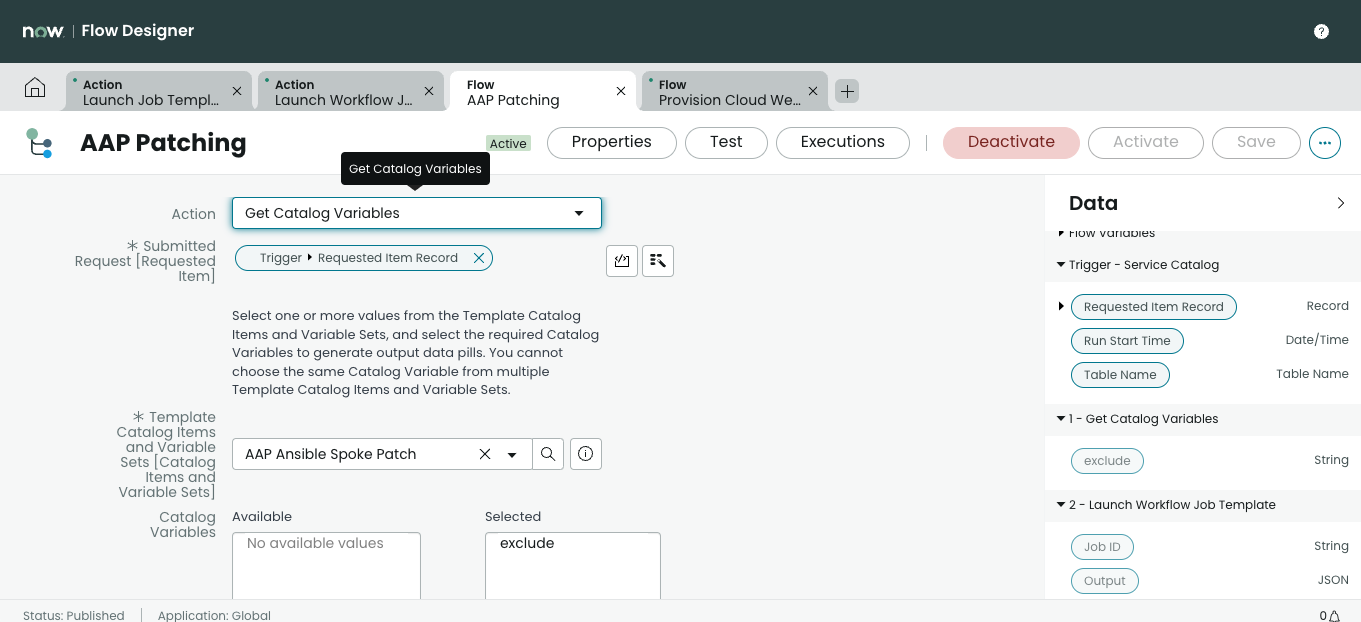 now | Flow Designer
?
Action
Launch Job Templ...
Action
Launch Workflow J...
Flow
AAP Patching
Flow
Provision Cloud We...
AAP Patching
Active
Properties
Test
Executions
Deactivate
Activate
Save
Get Catalog Variables
Action
Get Catalog Variables
Submitted
Request [Requested
Item]
Trigger Requested Item Record
Select one or more values from the Template Catalog
Items and Variable Sets, and select the required Catalog
Variables to generate output data pills. You cannot
choose the same Catalog Variable from multiple
Template Catalog Items and Variable Sets.
Template
Catalog Items
and Variable
Sets [Catalog
Items and
Variable Sets]
AAP Ansible Spoke Patch
Catalog
Variables
Available
No available values
Selected
exclude
Data
Flow Variables
Trigger - Service Catalog
Requested Item Record Record
Run Start Time Date/Time
Table Name Table Name
1 - Get Catalog Variables
exclude String
2 - Launch Workflow Job Template
Job ID String
Output JSON
Status: Published | Application: Global
0